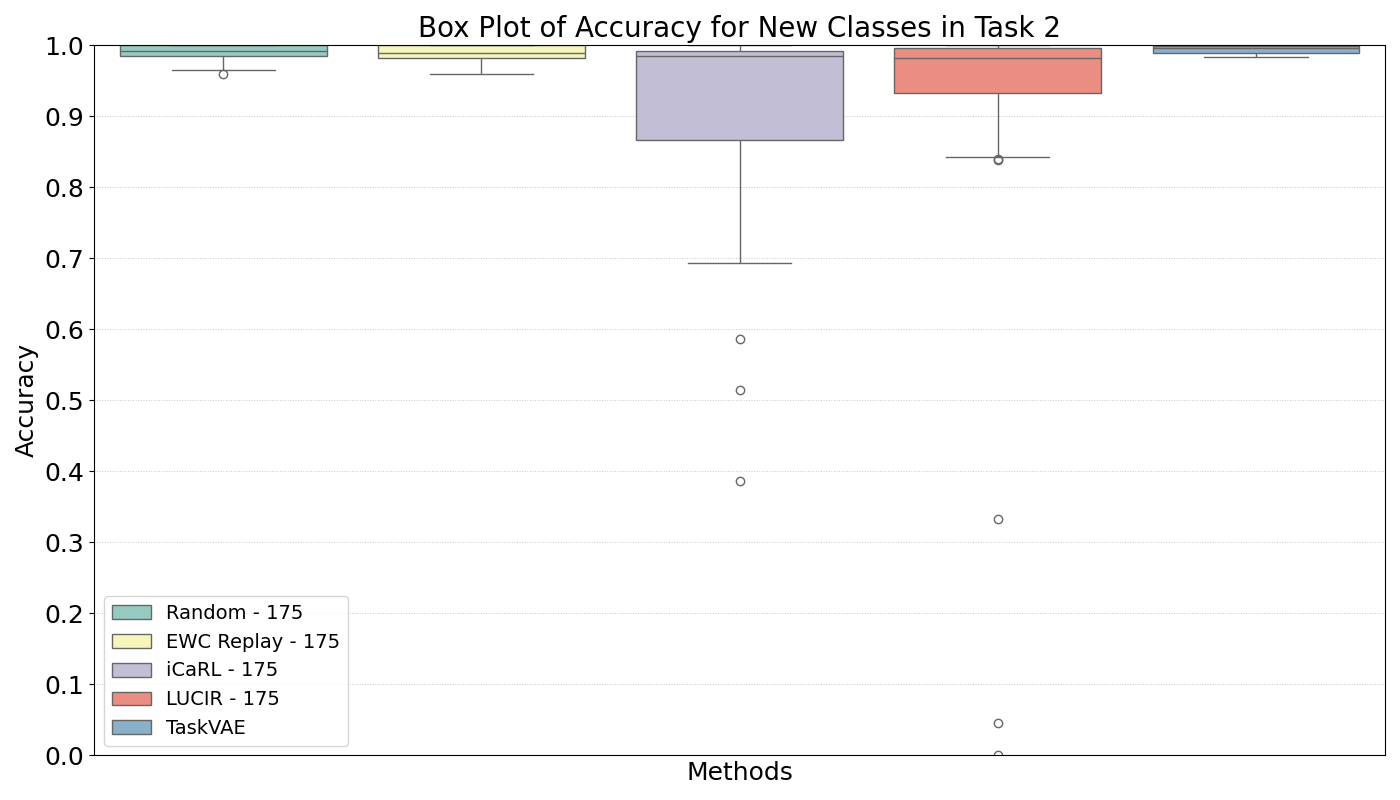 Box Plot of Accuracy for New Classes in Task 2
1.0
0.9
0.8
0.7
0.6
0.5
0.4
0.3
0.2
0.1
0.0
Accuracy
Methods
Random - 175
EWC Replay - 175
iCaRL - 175
LUCIR - 175
TaskVAE